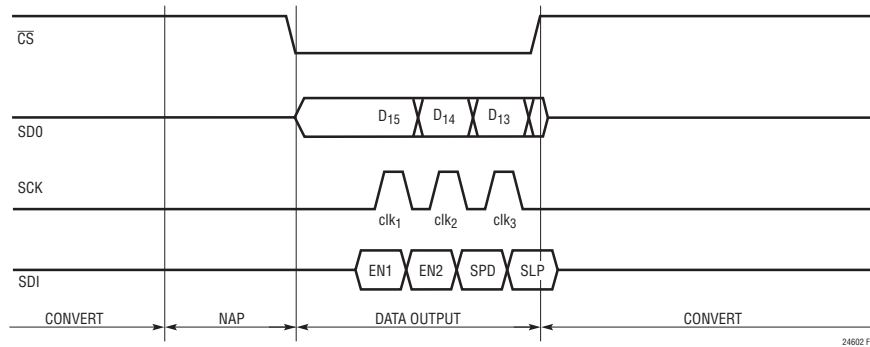 CS
SD0
D15 D14 D13
SCK
clk1 clk2 clk3
SDI
EN1 EN2 SPD SLP
CONVERT NAP DATA OUTPUT CONVERT
24602 F